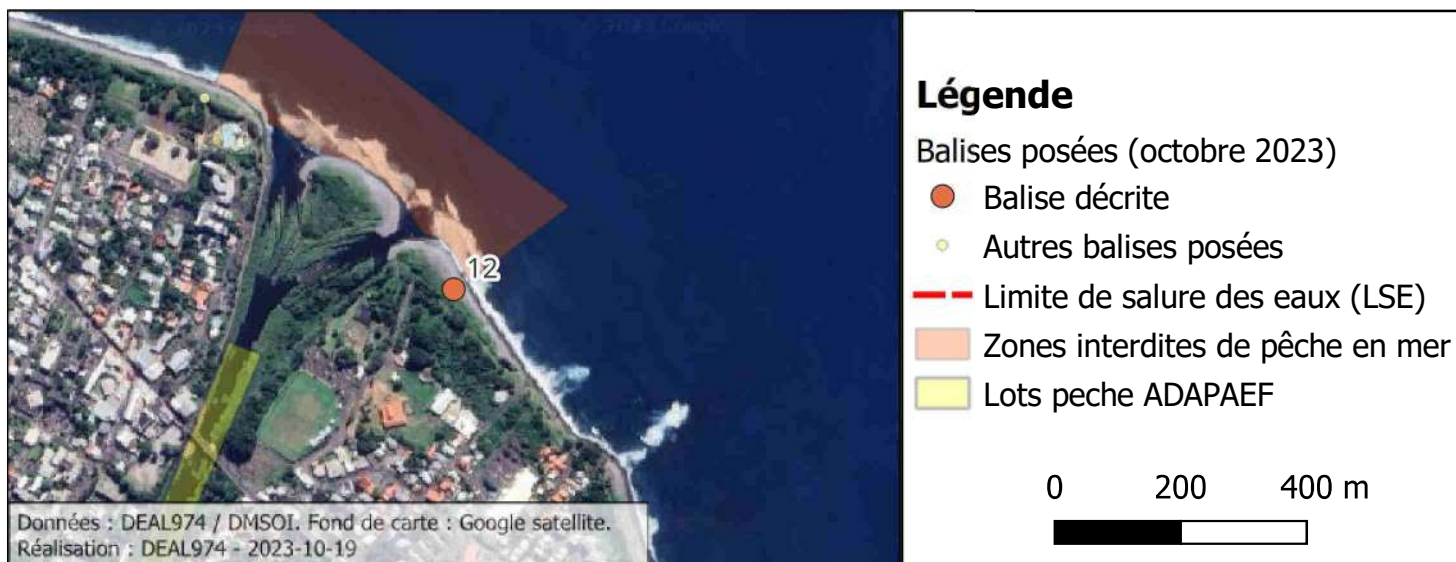 12
Données : DEAL974 / DMSOI. Fond de carte : Google satellite.
Réalisation : DEAL974 - 2023-10-19
Légende
Balises posées (octobre 2023)
Balise décrite
Autres balises posées
Limite de salure des eaux (LSE)
Zones interdites de pêche en mer
Lots peche ADAPAEF
0 200 400 m